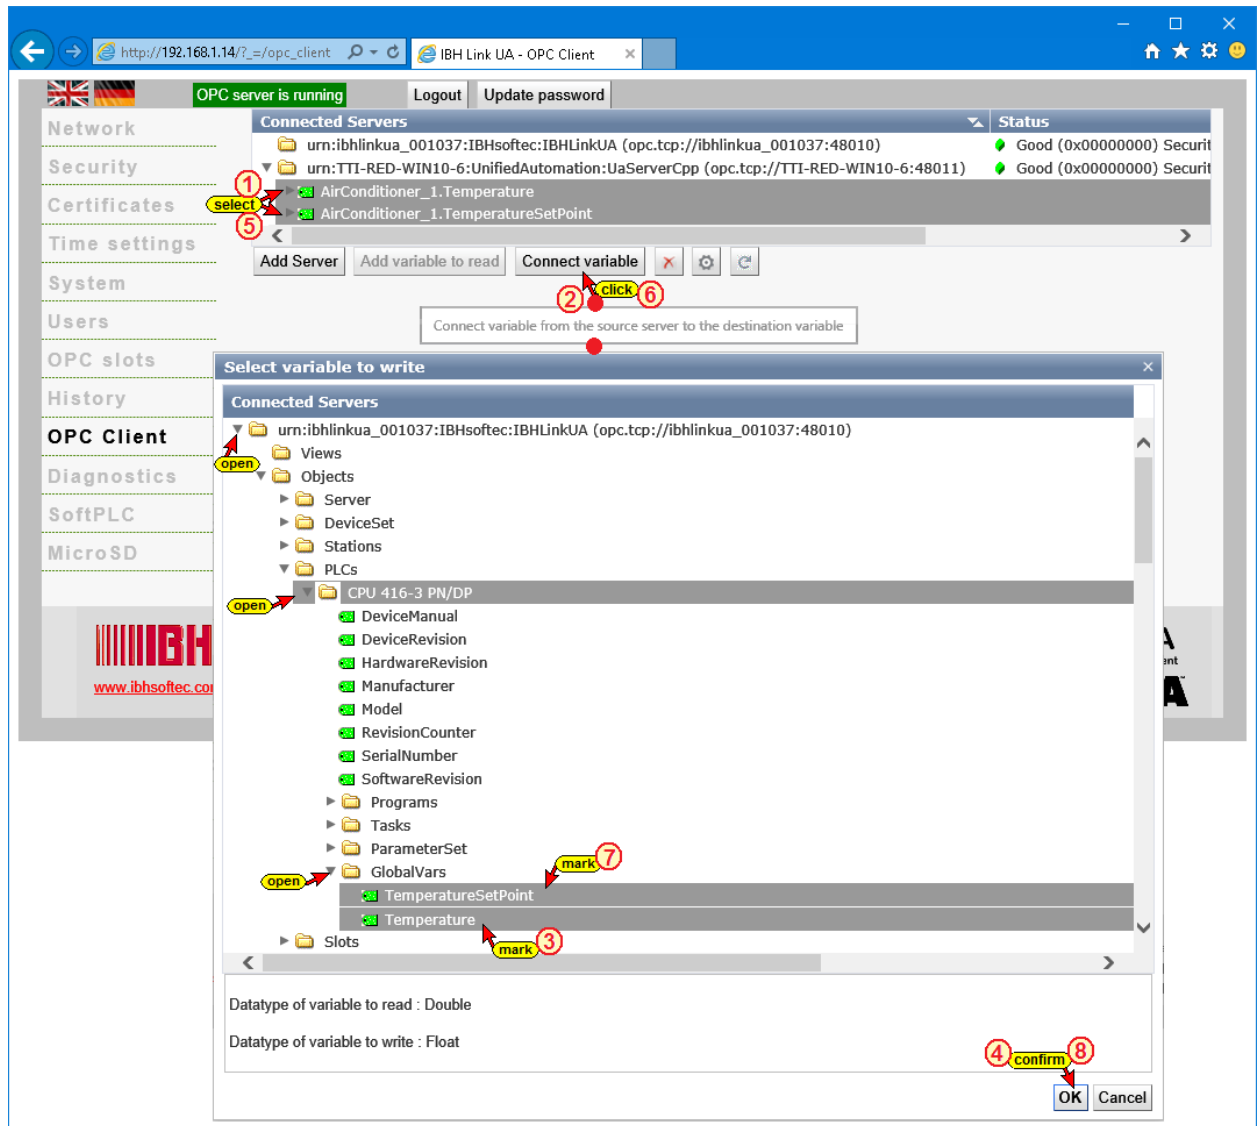 http://192.168.1.14/?_=/opc_client
IBH Link UA - OPC Client
OPC server is running
Logout
Update password
Network
Security
Certificates
Time settings
System
Users
OPC slots
History
OPC Client
Diagnostics
SoftPLC
MicroSD
Connected Servers
Status
urn:ibhlinkua_001037:IBHsoftec:IBHLinkUA (opc.tcp://ibhlinkua_001037:48010)
Good (0x00000000) Securit
urn:TTI-RED-WIN10-6:UnifiedAutomation:UaServerCpp (opc.tcp://TTI-RED-WIN10-6:48011)
Good (0x00000000) Securit
1
AirConditioner_1.Temperature
select
AirConditioner_1.TemperatureSetPoint
5
Add Server
Add variable to read
Connect variable
2
click
6
Connect variable from the source server to the destination variable
Select variable to write
Connected Servers
urn:ibhlinkua_001037:IBHsoftec:IBHLinkUA (opc.tcp://ibhlinkua_001037:48010)
open
Views
Objects
Server
DeviceSet
Stations
PLCs
CPU 416-3 PN/DP
open
DeviceManual
DeviceRevision
HardwareRevision
Manufacturer
Model
RevisionCounter
SerialNumber
SoftwareRevision
Programs
Tasks
ParameterSet
GlobalVars
open
mark
7
TemperatureSetPoint
Temperature
mark
3
Slots
Datatype of variable to read : Double
Datatype of variable to write : Float
4
confirm
8
OK
Cancel
IBH
www.ibhsoftec.co
A
ent
A